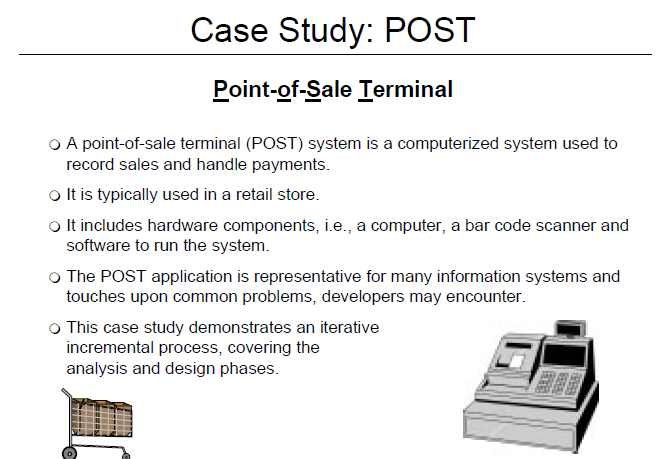 Case Study: POST
Point-of-Sale Terminal
A point-of-sale terminal (POST) system is a computerized system used to
record sales and handle payments.
It is typically used in a retail store.
It includes hardware components, i.e., a computer, a bar code scanner and
software to run the system.
The POST application is representative for many information systems and
touches upon common problems, developers may encounter.
This case study demonstrates an iterative
incremental process, covering the
analysis and design phases.